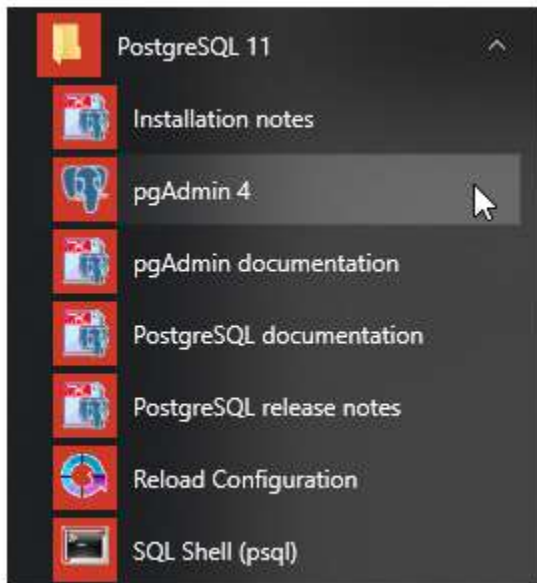 PostgreSQL 11
Installation notes
pgAdmin 4
pgAdmin documentation
PostgreSQL documentation
PostgreSQL release notes
Reload Configuration
SQL Shell (psql)